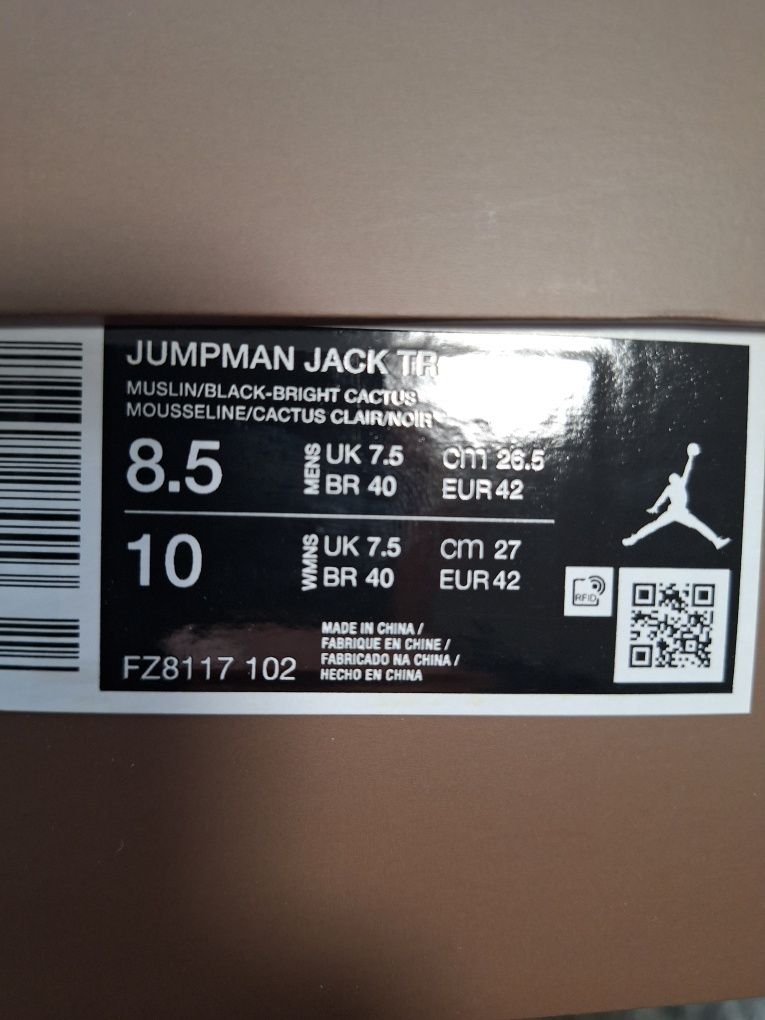 JUMPMAN JACK TR
MUSLIN/BLACK-BRIGHT CACTUS
MOUSSELINE/CACTUS CLAIR/NOIR
8.5 MENS UK 7.5 cm 26.5
BR 40 EUR 42
10 WMNS UK 7.5 cm 27
BR 40 EUR 42
RFID
MADE IN CHINA /
FABRIQUE EN CHINE /
FABRICADO NA CHINA /
HECHO EN CHINA
FZ8117 102